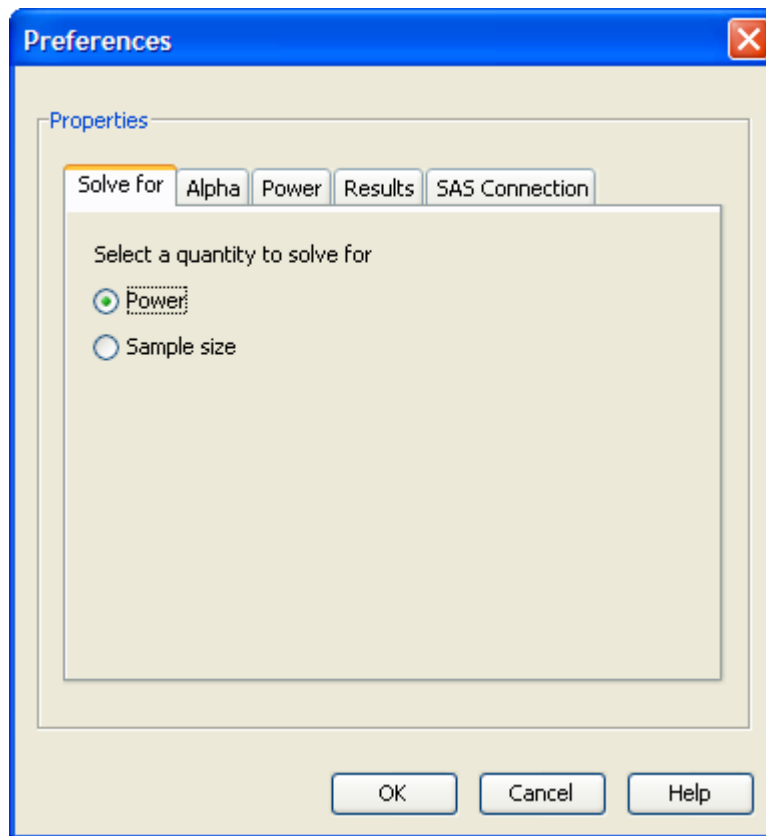 Preferences
Properties
Solve for Alpha Power Results SAS Connection
Select a quantity to solve for
Power
Sample size
OK Cancel Help